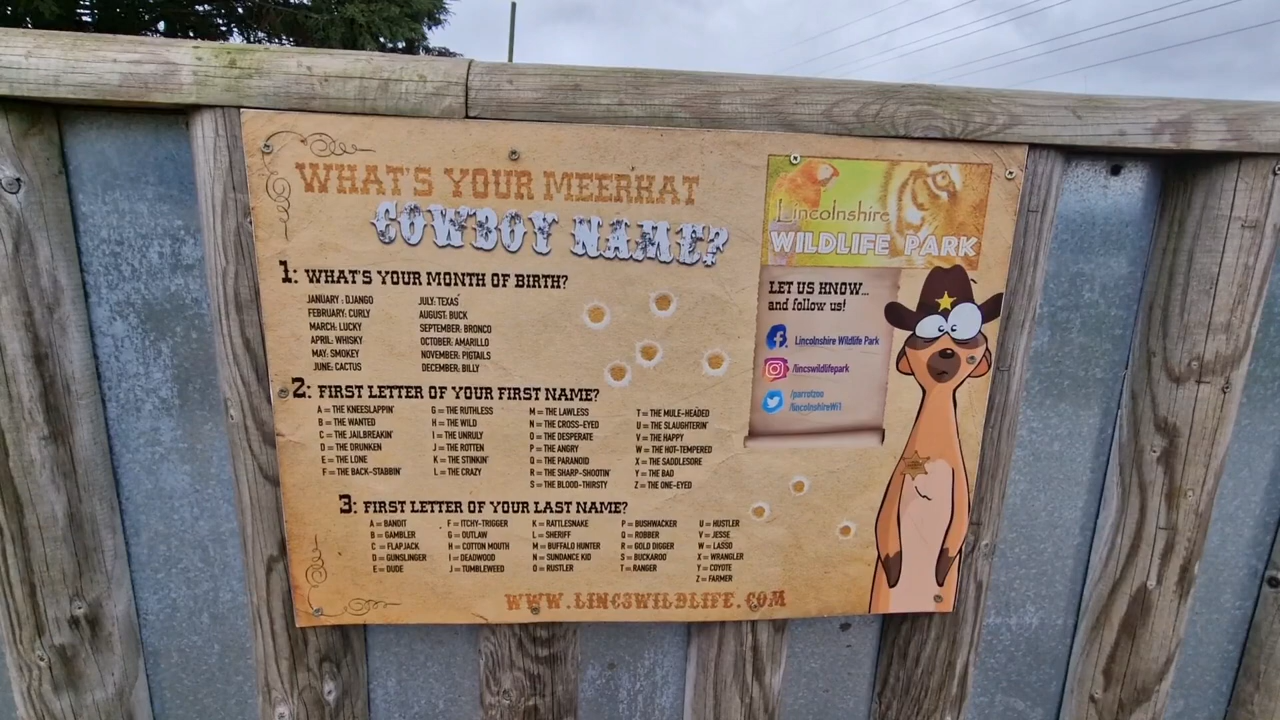 WHAT'S YOUR MEERKAT
COWBOY NAME?
1: WHAT'S YOUR MONTH OF BIRTH?
JANUARY : DJANGO
FEBRUARY: CURLY
MARCH: LUCKY
APRIL: WHISKY
MAY: SMOKEY
JUNE: CACTUS
JULY: TEXAS
AUGUST: BUCK
SEPTEMBER: BRONCO
OCTOBER: AMARILLO
NOVEMBER: PIGTAILS
DECEMBER: BILLY
2: FIRST LETTER OF YOUR FIRST NAME?
A = THE KNEESLAPPIN'
B = THE WANTED
C = THE JAILBREAKIN'
D = THE DRUNKEN
E = THE LONE
F = THE BACK-STABBIN'
G = THE RUTHLESS
H = THE WILD
I = THE UNRULY
J = THE ROTTEN
K = THE STINKIN'
L = THE CRAZY
M = THE LAWLESS
N = THE CROSS-EYED
O = THE DESPERATE
P = THE ANGRY
Q = THE PARANOID
R = THE SHARP-SHOOTIN'
S = THE BLOOD-THIRSTY
T = THE MULE-HEADED
U = THE SLAUGHTERIN'
V = THE HAPPY
W = THE HOT-TEMPERED
X = THE SADDLESORE
Y = THE BAD
Z = THE ONE-EYED
3: FIRST LETTER OF YOUR LAST NAME?
A = BANDIT
B = GAMBLER
C = FLAPJACK
D = GUNSLINGER
E = DUDE
F = ITCHY-TRIGGER
G = OUTLAW
H = COTTON MOUTH
I = DEADWOOD
J = TUMBLEWEED
K = RATTLESNAKE
L = SHERIFF
M = BUFFALO HUNTER
N = SUNDANCE KID
O = RUSTLER
P = BUSHWACKER
Q = ROBBER
R = GOLD DIGGER
S = BUCKAROO
T = RANGER
U = HUSTLER
V = JESSE
W = LASSO
X = WRANGLER
Y = COYOTE
Z = FARMER
WWW.LINCSWILDLIFE.COM
Lincolnshire
WILDLIFE PARK
LET US KNOW...
and follow us!
Lincolnshire Wildlife Park
/lincswildlifepark
/parrotzoo
/lincolnshireWi1